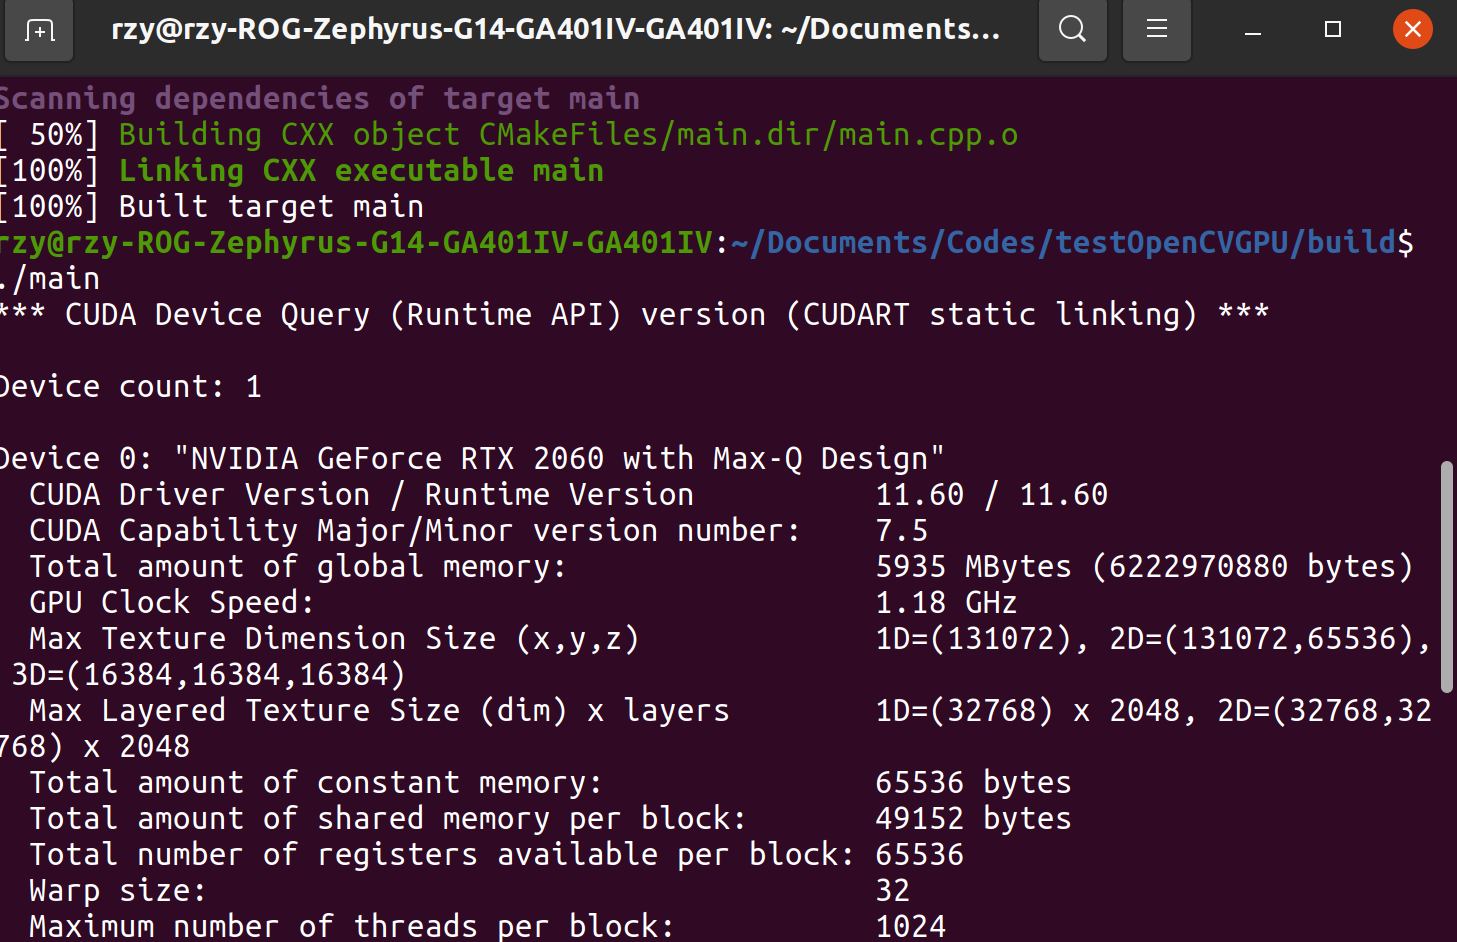 rzy@rzy-ROG-Zephyrus-G14-GA401IV-GA401IV: ~/Documents...
Scanning dependencies of target main
[ 50%] Building CXX object CMakeFiles/main.dir/main.cpp.o
[100%] Linking CXX executable main
[100%] Built target main
rzy@rzy-ROG-Zephyrus-G14-GA401IV-GA401IV:~/Documents/Codes/testOpenCVGPU/build$
./main
*** CUDA Device Query (Runtime API) version (CUDART static linking) ***
Device count: 1
Device 0: "NVIDIA GeForce RTX 2060 with Max-Q Design"
  CUDA Driver Version / Runtime Version          11.60 / 11.60
  CUDA Capability Major/Minor version number:    7.5
  Total amount of global memory:                 5935 MBytes (6222970880 bytes)
  GPU Clock Speed:                               1.18 GHz
  Max Texture Dimension Size (x,y,z)             1D=(131072), 2D=(131072,65536),
 3D=(16384,16384,16384)
  Max Layered Texture Size (dim) x layers        1D=(32768) x 2048, 2D=(32768,32
768) x 2048
  Total amount of constant memory:               65536 bytes
  Total amount of shared memory per block:       49152 bytes
  Total number of registers available per block: 65536
  Warp size:                                     32
  Maximum number of threads per block:           1024